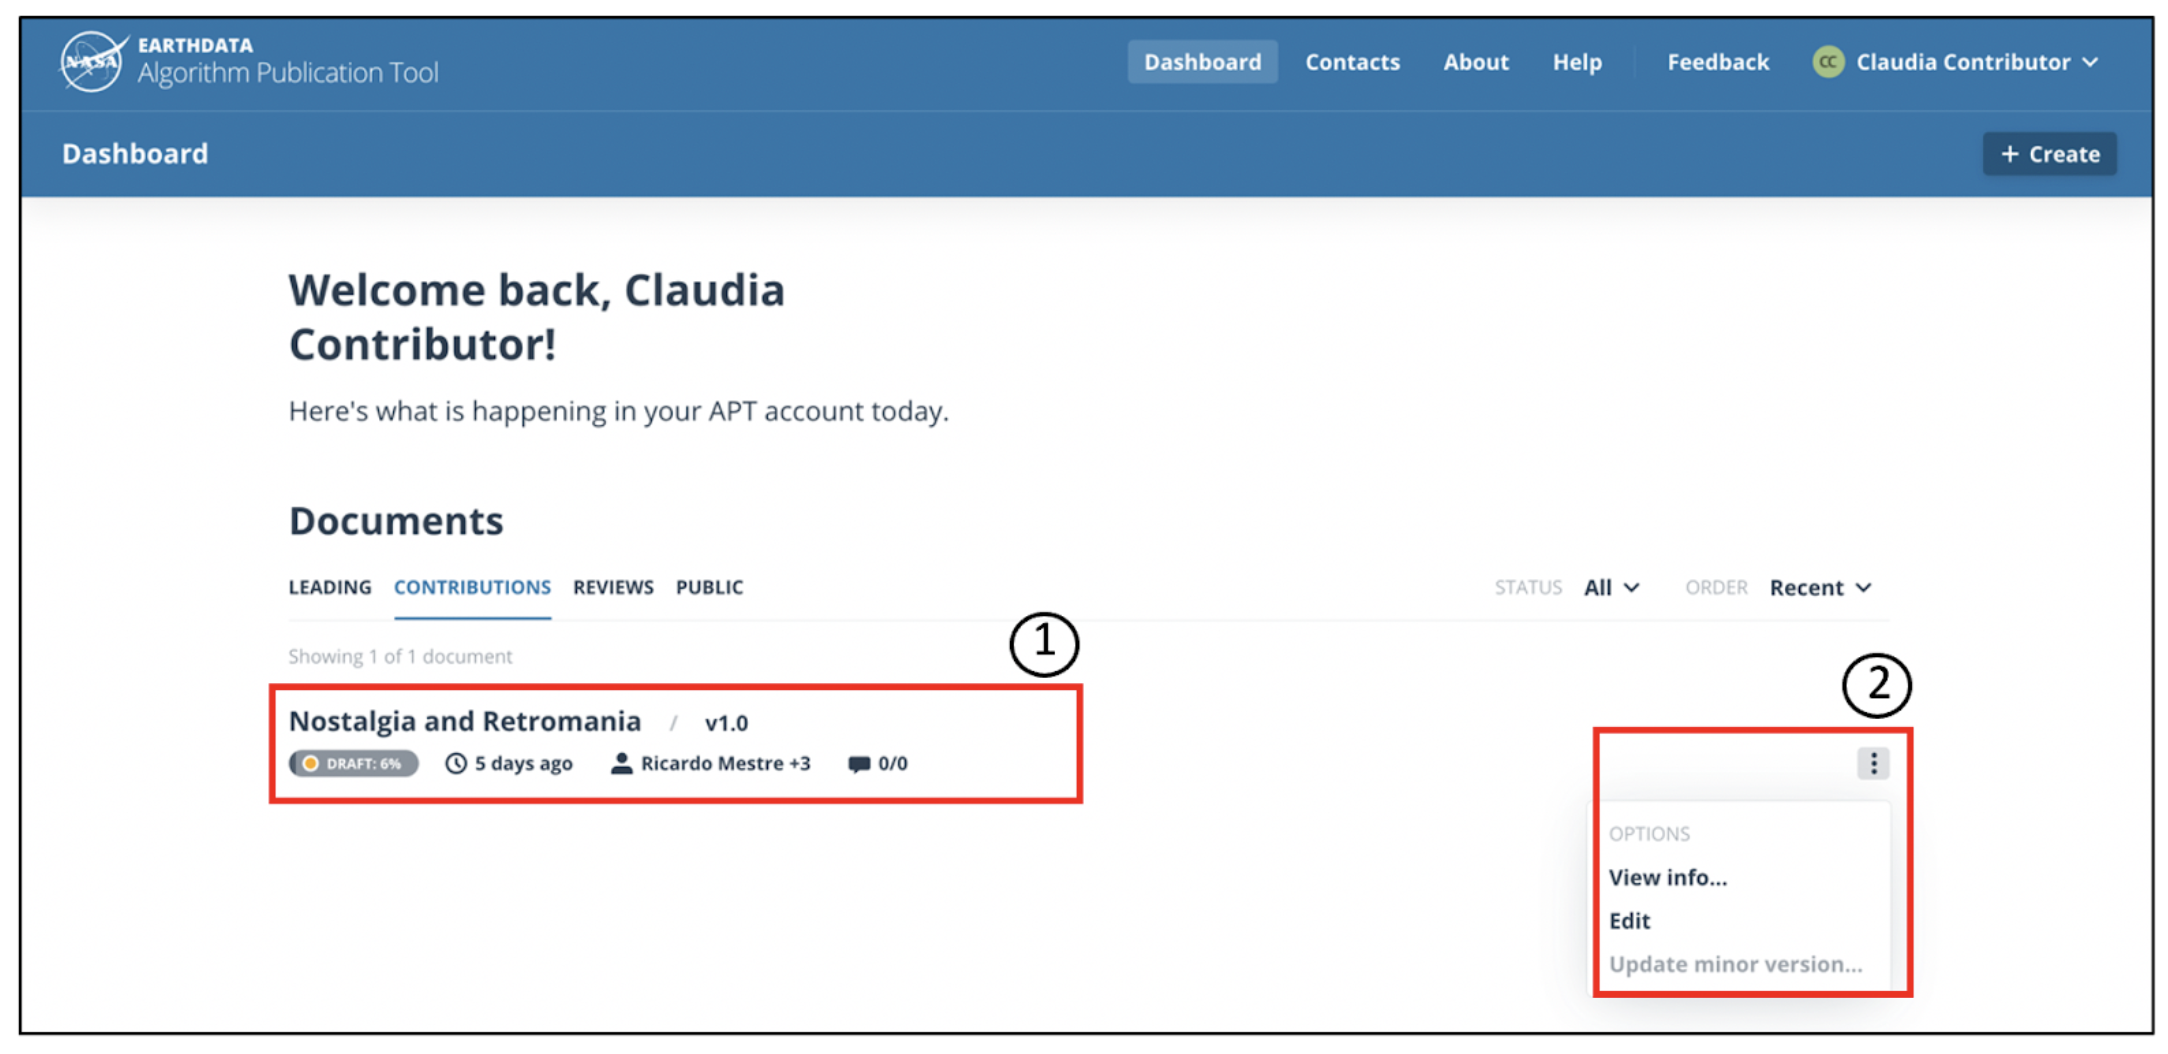 NASA
EARTHDATA
Algorithm Publication Tool
Dashboard Contacts About Help Feedback CC Claudia Contributor
Dashboard
+ Create
Welcome back, Claudia
Contributor!
Here's what is happening in your APT account today.
Documents
LEADING CONTRIBUTIONS REVIEWS PUBLIC STATUS All ORDER Recent
Showing 1 of 1 document
1
2
Nostalgia and Retromania / v1.0
DRAFT: 6% 5 days ago Ricardo Mestre +3 0/0
OPTIONS
View info...
Edit
Update minor version...